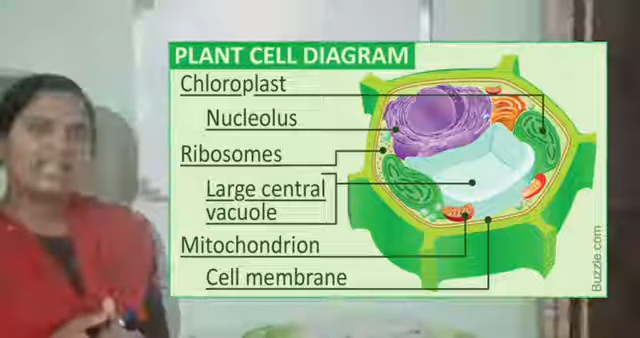 PLANT CELL DIAGRAM
Chloroplast
Nucleolus
Ribosomes
Large central
vacuole
Mitochondrion
Cell membrane
Buzzle.com